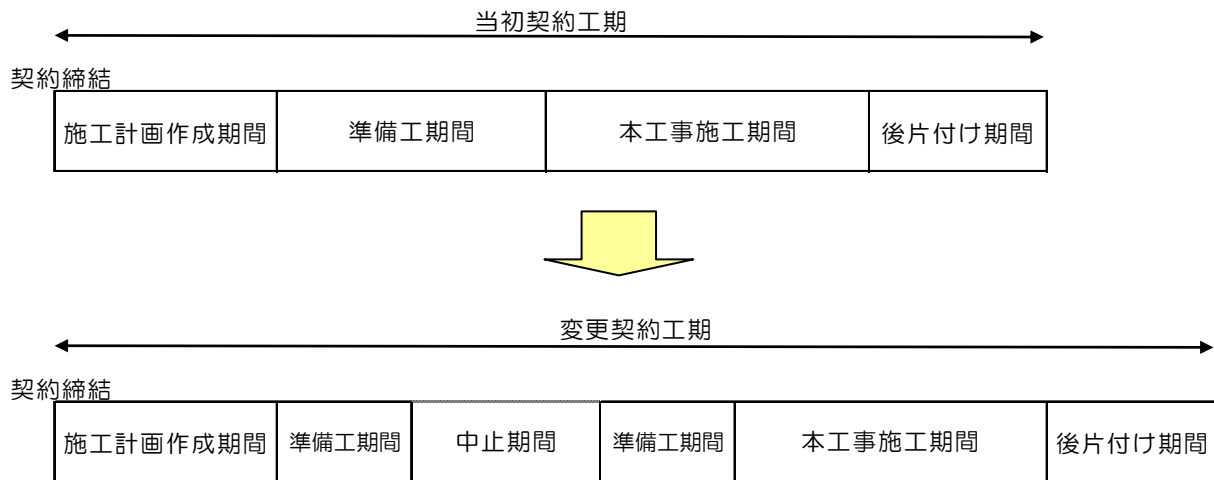 当初契約工期
契約締結
施工計画作成期間 準備工期間 本工事施工期間 後片付け期間
変更契約工期
契約締結
施工計画作成期間 準備工期間 中止期間 準備工期間 本工事施工期間 後片付け期間